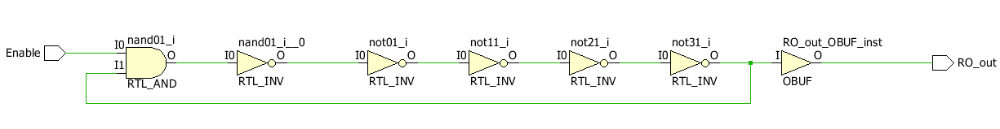 nand01_i
nand01_i__0
not01_i
not11_i
not21_i
not31_i
RO_out_OBUF_inst
Enable
I0
I1
O
I0
O
I0
O
I0
O
I0
O
I0
O
I
O
RO_out
RTL_AND
RTL_INV
RTL_INV
RTL_INV
RTL_INV
RTL_INV
OBUF